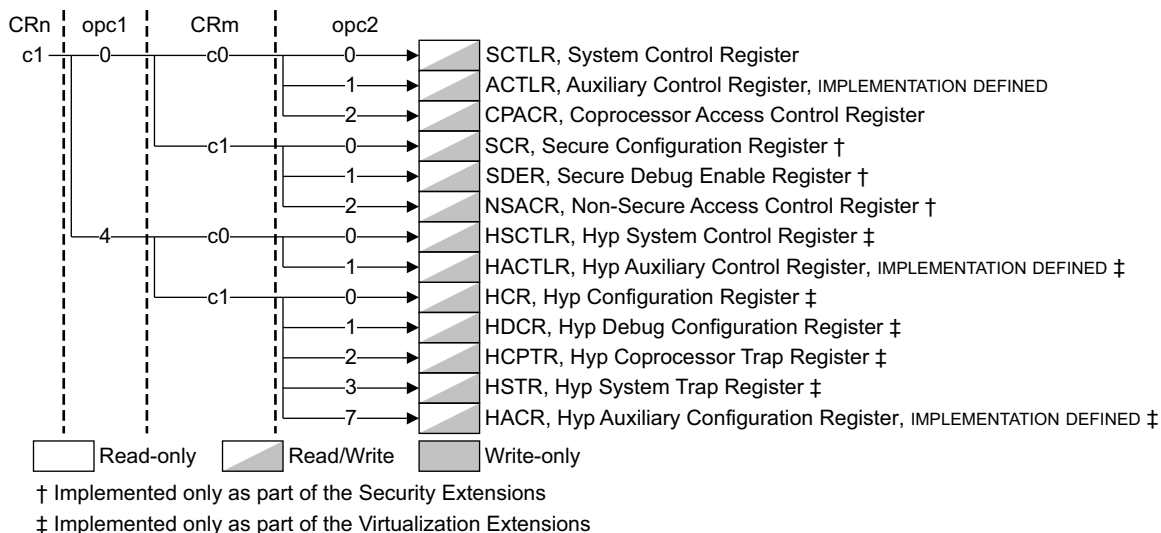 CRn opc1 CRm opc2
c1 0 c0 0 SCTLR, System Control Register
1 ACTLR, Auxiliary Control Register, IMPLEMENTATION DEFINED
2 CPACR, Coprocessor Access Control Register
c1 0 SCR, Secure Configuration Register †
1 SDER, Secure Debug Enable Register †
2 NSACR, Non-Secure Access Control Register †
4 c0 0 HSCTLR, Hyp System Control Register ‡
1 HACTLR, Hyp Auxiliary Control Register, IMPLEMENTATION DEFINED ‡
c1 0 HCR, Hyp Configuration Register ‡
1 HDCR, Hyp Debug Configuration Register ‡
2 HCPTR, Hyp Coprocessor Trap Register ‡
3 HSTR, Hyp System Trap Register ‡
7 HACR, Hyp Auxiliary Configuration Register, IMPLEMENTATION DEFINED ‡
Read-only Read/Write Write-only
† Implemented only as part of the Security Extensions
‡ Implemented only as part of the Virtualization Extensions